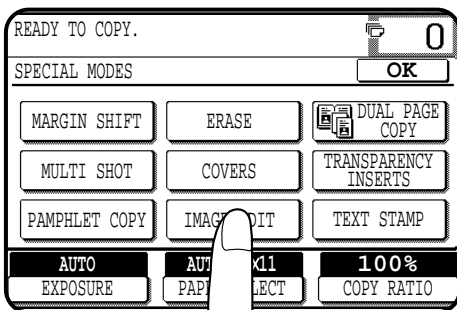 READY TO COPY.
0
SPECIAL MODES
OK
MARGIN SHIFT
ERASE
DUAL PAGE
COPY
MULTI SHOT
COVERS
TRANSPARENCY
INSERTS
PAMPHLET COPY
TEXT STAMP
AUTO
100%
EXPOSURE
COPY RATIO